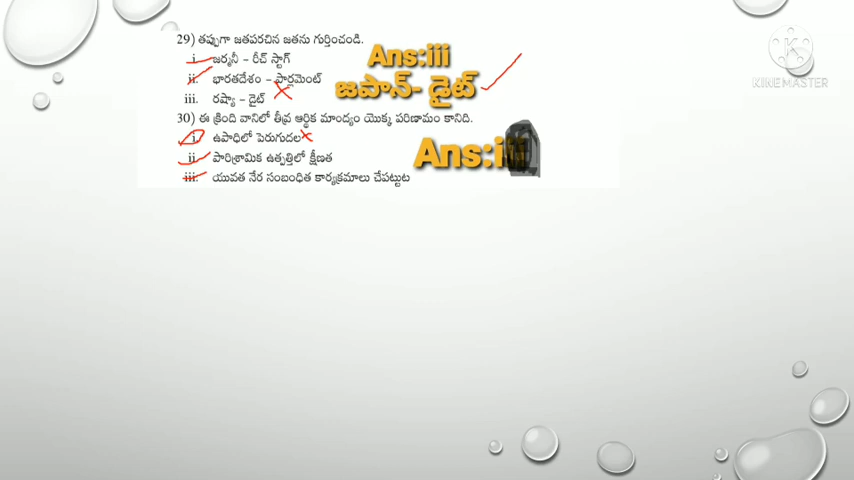 29) తప్పుగా జతపరచిన జతను గుర్తించండి.
i. జర్మనీ – రీచ్ స్టాగ్
ii. భారతదేశం – పార్లమెంట్
iii. రష్యా – డైట్
Ans:iii
జపాన్- డైట్
30) ఈ క్రింది వానిలో తీవ్ర ఆర్థిక మాంద్యం యొక్క పరిణామం కానిది.
i. ఉపాధిలో పెరుగుదల
ii. పారిశ్రామిక ఉత్పత్తిలో క్షీణత
iii. యువత నేర సంబంధిత కార్యక్రమాలు చేపట్టుట
Ans:i
K
KINEMASTER